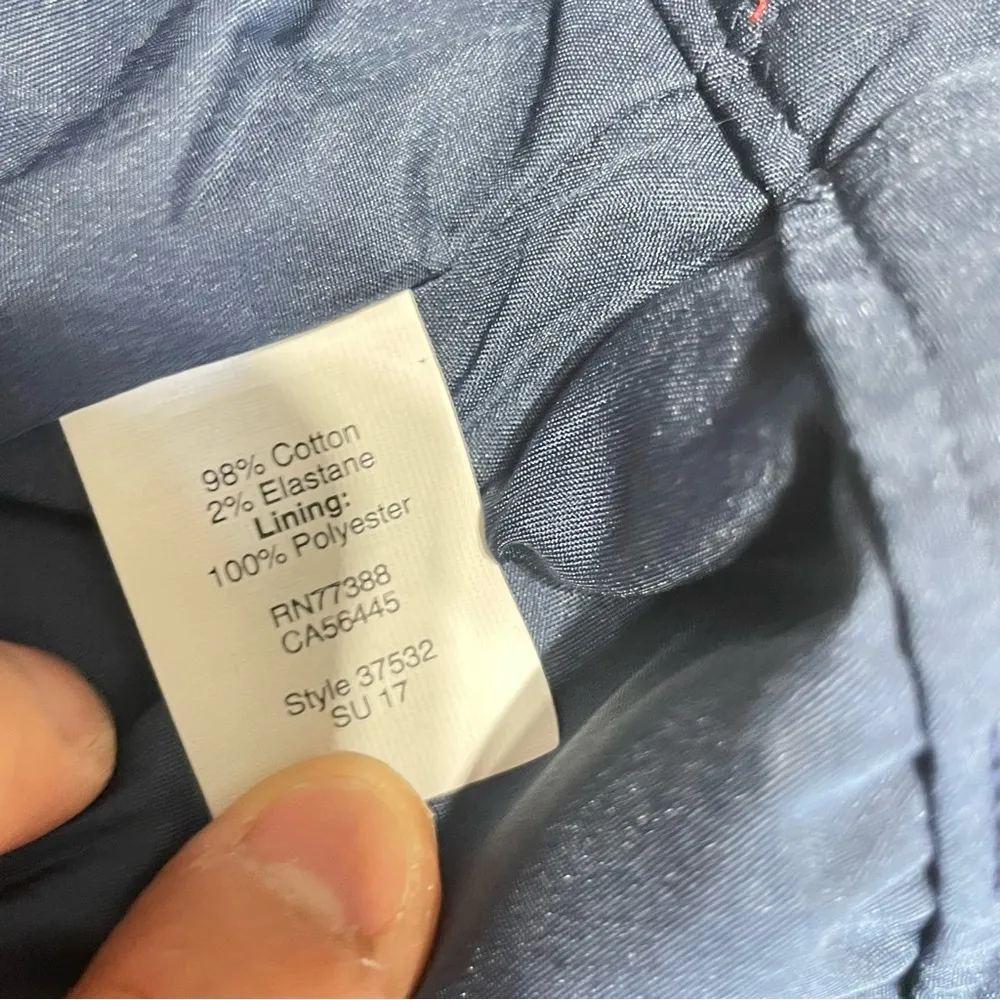 98% Cotton
2% Elastane
Lining:
100% Polyester
RN77388
CA56445
Style 37532
SU 17